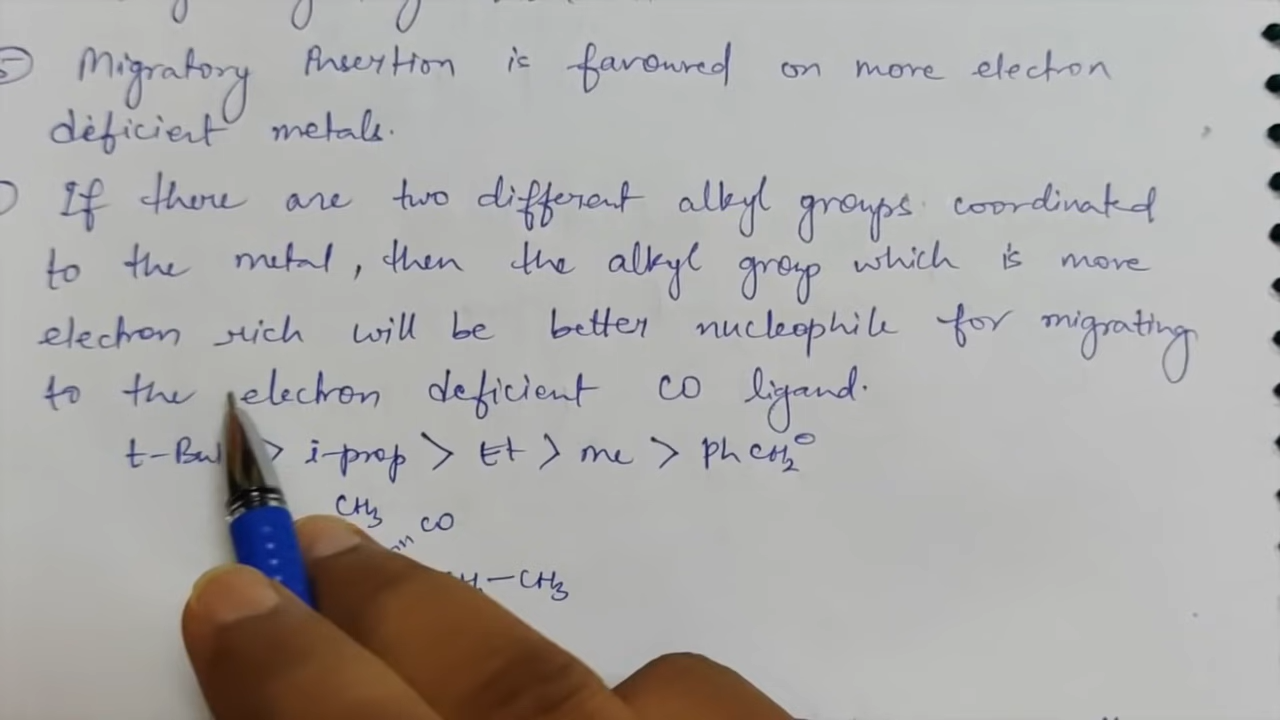 5) Migratory Insertion is favoured on more electron
deficient metals.
If there are two different alkyl groups coordinated
to the metal, then the alkyl group which is more
electron rich will be better nucleophile for migrating
to the electron deficient CO ligand.
t-Bu > i-prop > Et > me > PhCH₂⁻
CH₃
CO
–CH₃